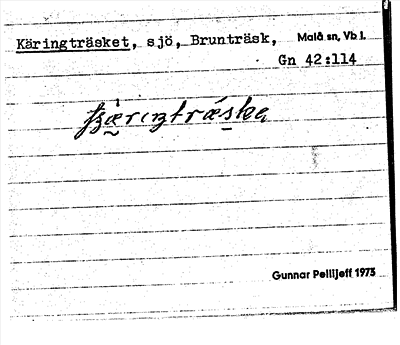 Käringträsket, sjö, Brunträsk, Malå sn, Vb l.
Gn 42:114
Gunnar Pellijeff 1973